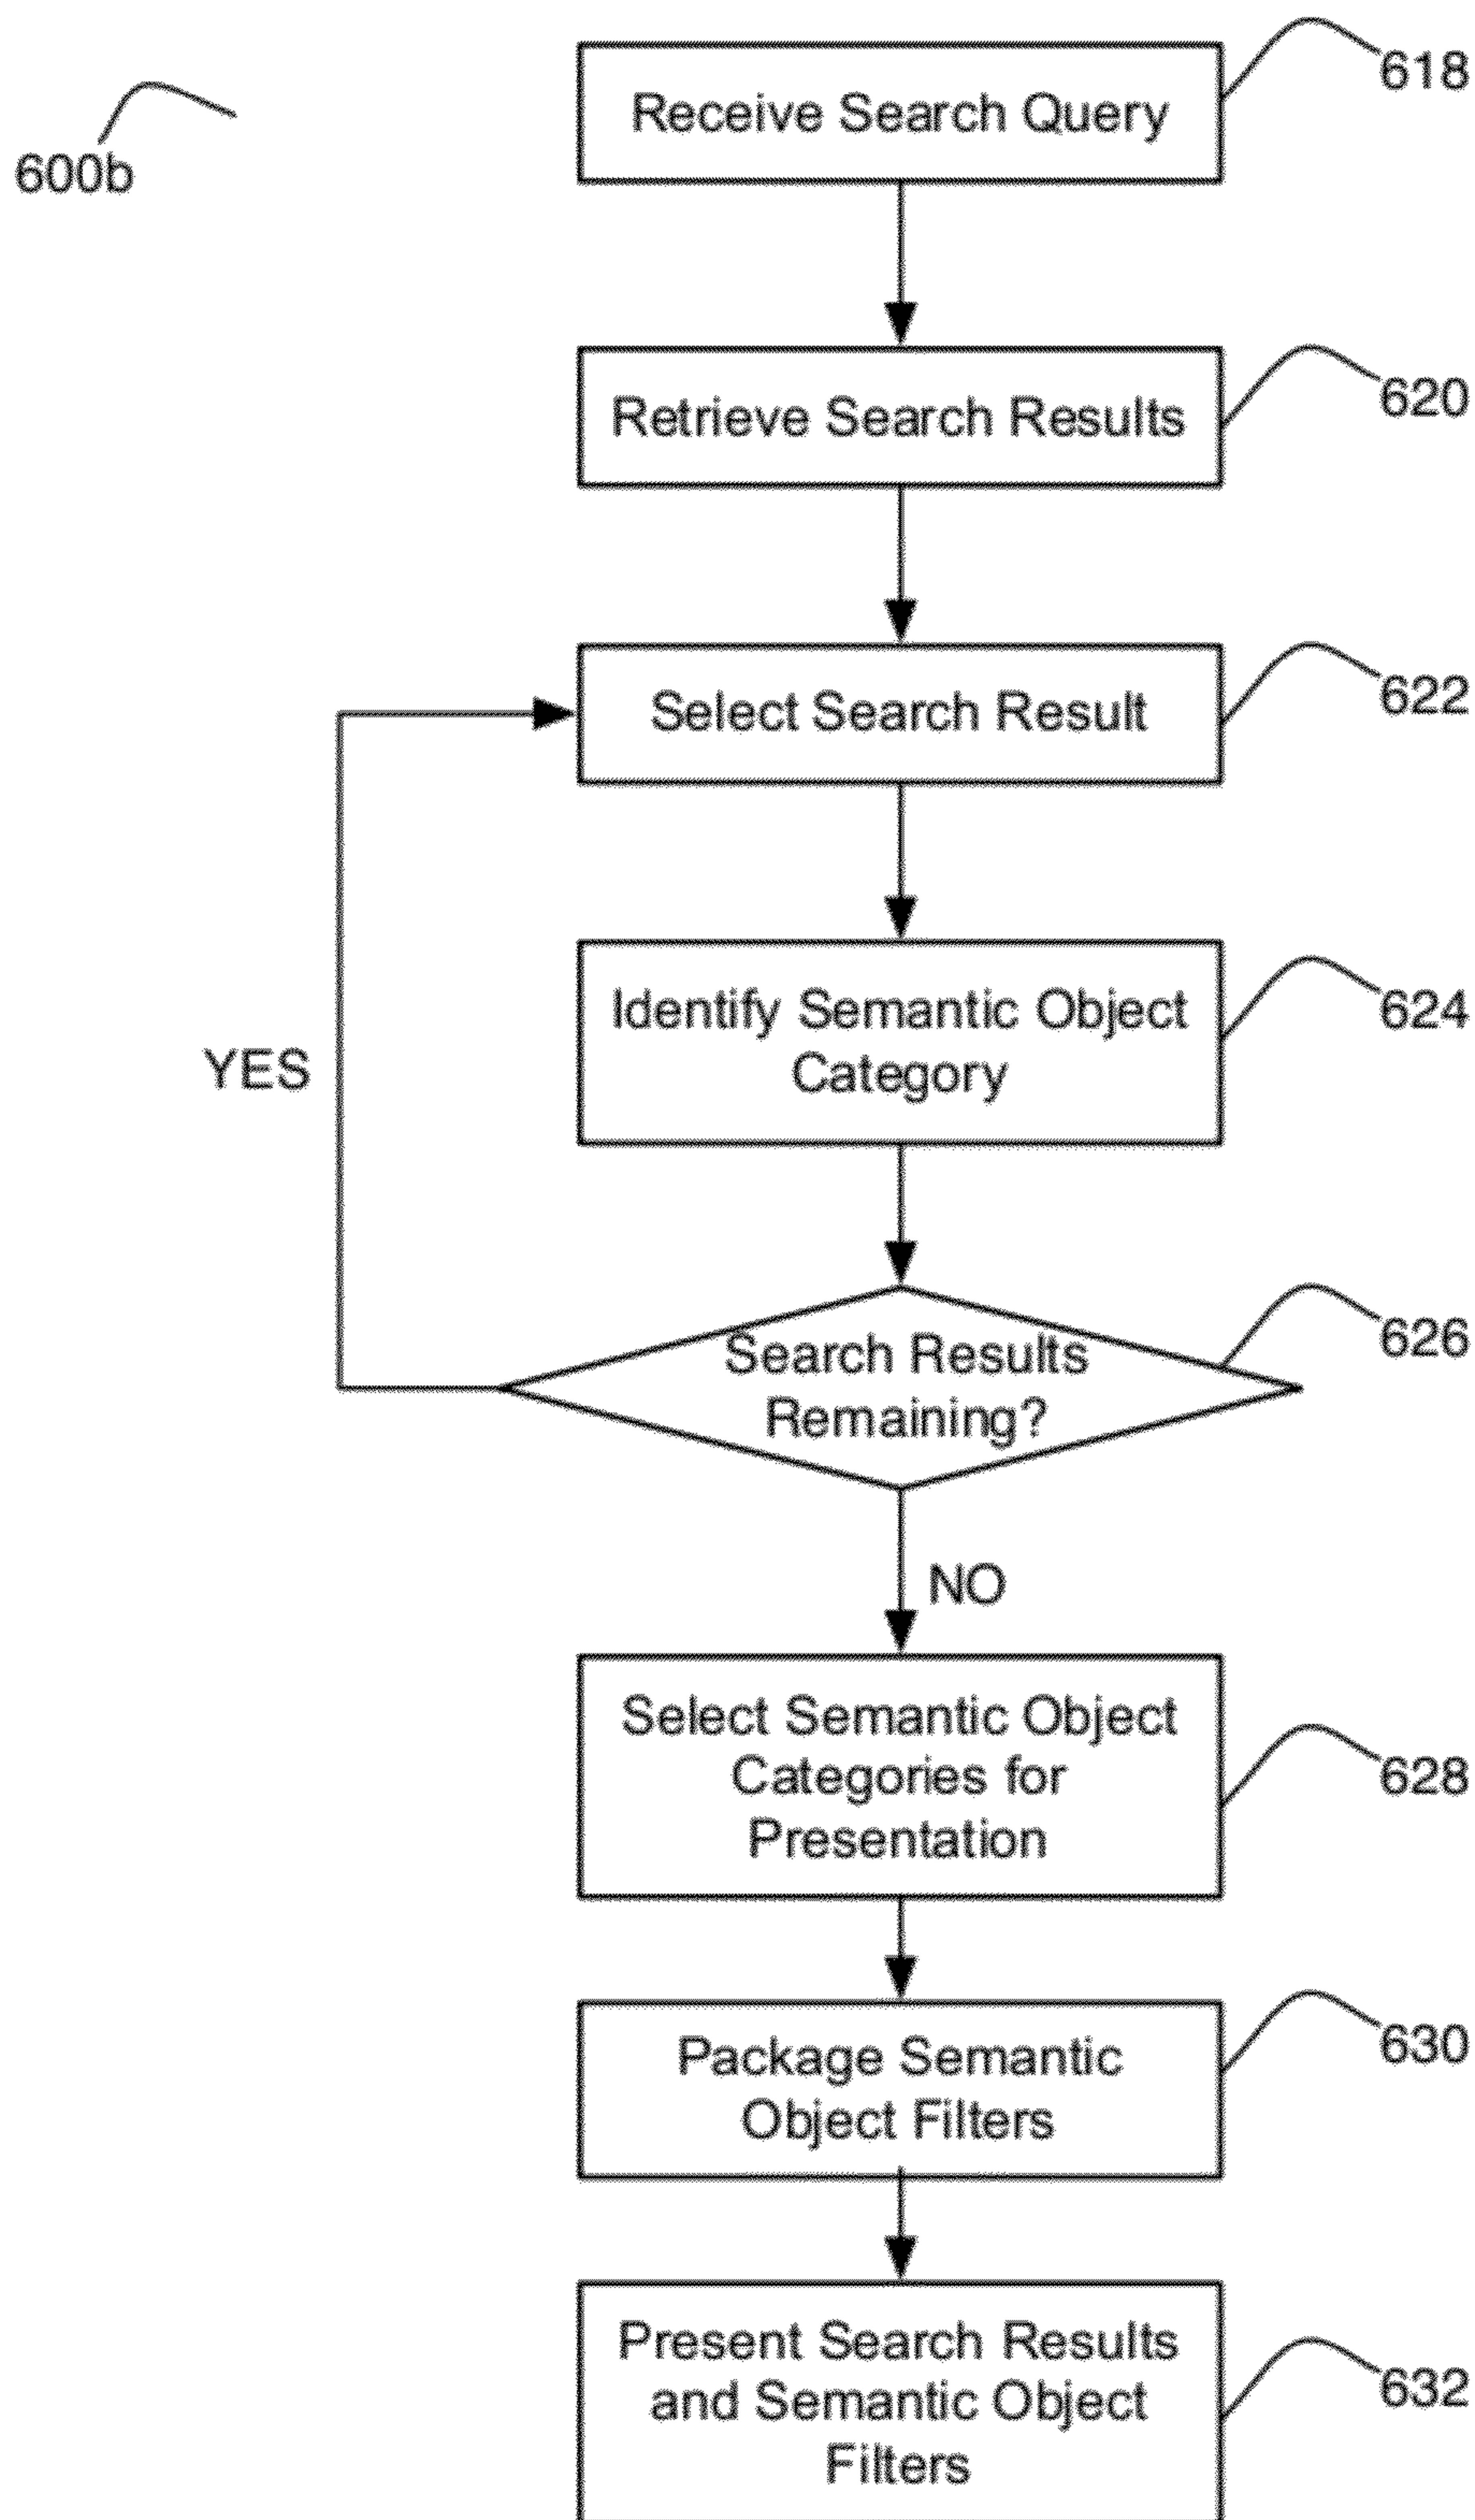 600b
Receive Search Query
618
Retrieve Search Results
620
Select Search Result
622
Identify Semantic Object
Category
624
YES
Search Results
Remaining?
626
NO
Select Semantic Object
Categories for
Presentation
628
Package Semantic
Object Filters
630
Present Search Results
and Semantic Object
Filters
632